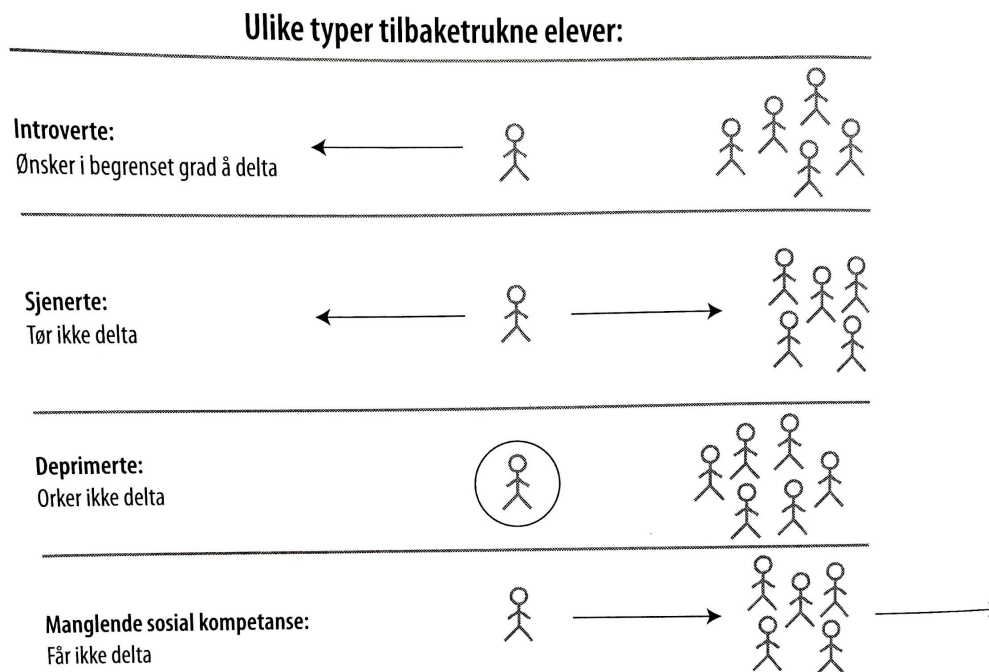 Ulike typer tilbaketrukne elever:
Introverte:
Ønsker i begrenset grad å delta
Sjenerte:
Tør ikke delta
Deprimerte:
Orker ikke delta
Manglende sosial kompetanse:
Får ikke delta